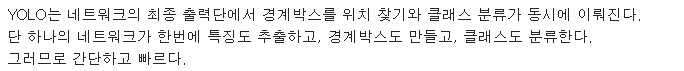 YOLO는 네트워크의 최종 출력단에서 경계박스를 위치 찾기와 클래스 분류가 동시에 이뤄진다.
단 하나의 네트워크가 한번에 특징도 추출하고, 경계박스도 만들고, 클래스도 분류한다.
그러므로 간단하고 빠르다.